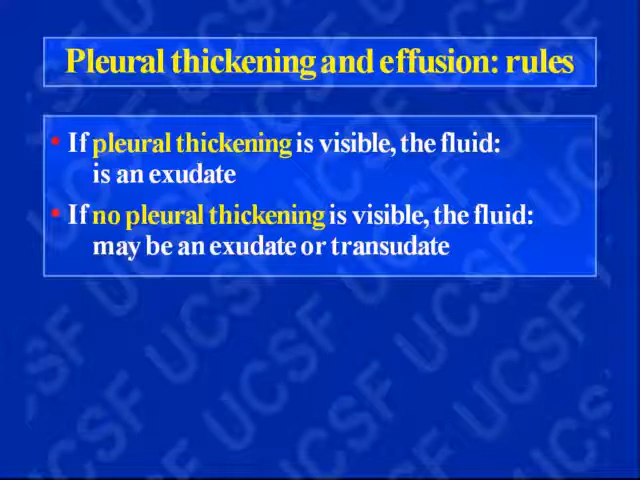 Pleural thickening and effusion: rules
• If pleural thickening is visible, the fluid:
is an exudate
• If no pleural thickening is visible, the fluid:
may be an exudate or transudate
UCSF